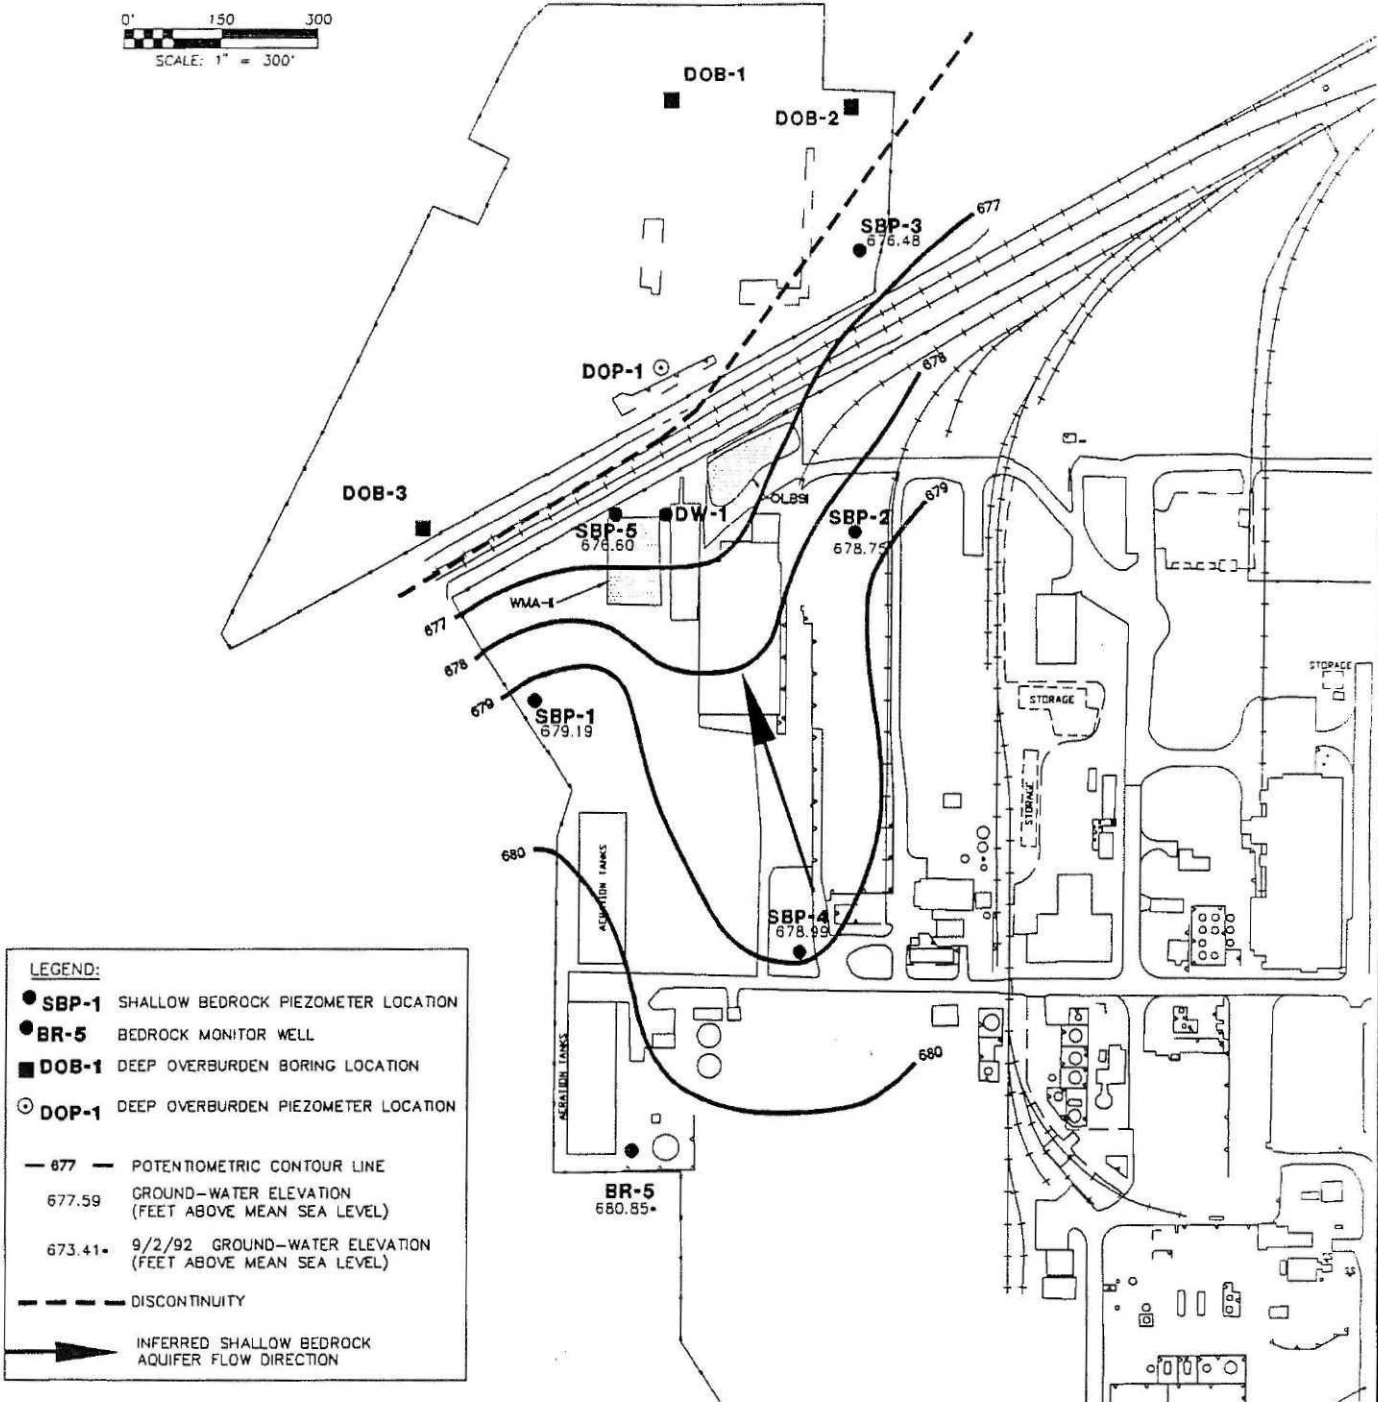 0' 150 300
SCALE: 1" = 300'
DOB-1
DOB-2
677
SBP-3
676.48
678
DOP-1
DOB-3
679
OLBSI
SBP-5
676.60
DW-1
SBP-2
678.75
WMA-II
677
678
679
SBP-1
679.19
STORAGE
STORAGE
STORAGE
680
AERATION TANKS
SBP-4
678.99
AERATION TANKS
680
BR-5
680.85*
LEGEND:
SBP-1 SHALLOW BEDROCK PIEZOMETER LOCATION
BR-5 BEDROCK MONITOR WELL
DOB-1 DEEP OVERBURDEN BORING LOCATION
DOP-1 DEEP OVERBURDEN PIEZOMETER LOCATION
677 POTENTIOMETRIC CONTOUR LINE
677.59 GROUND-WATER ELEVATION
(FEET ABOVE MEAN SEA LEVEL)
673.41* 9/2/92 GROUND-WATER ELEVATION
(FEET ABOVE MEAN SEA LEVEL)
DISCONTINUITY
INFERRED SHALLOW BEDROCK
AQUIFER FLOW DIRECTION